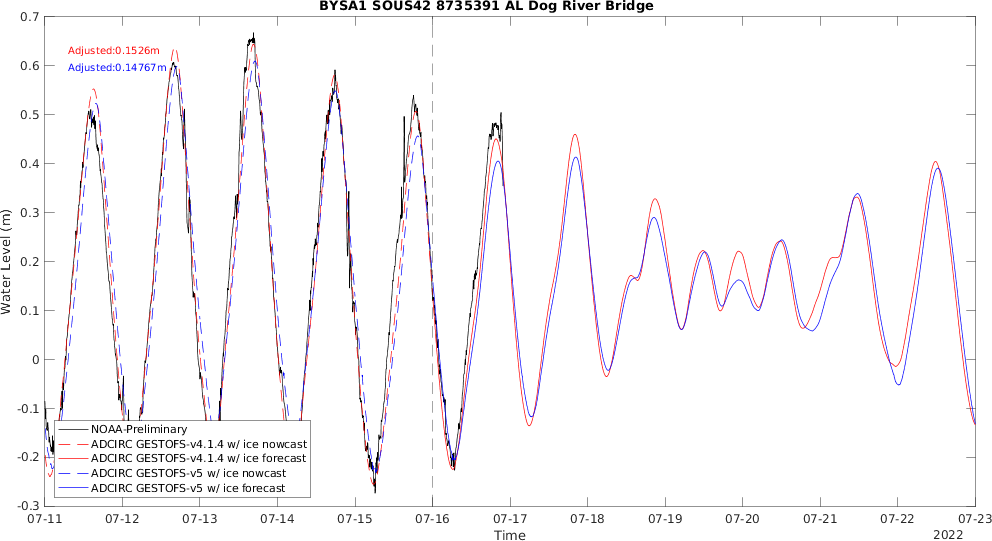 BYSA1 SOUS42 8735391 AL Dog River Bridge
0.7
0.6
0.5
0.4
0.3
0.2
0.1
0
-0.1
-0.2
-0.3
Water Level (m)
Adjusted:0.1526m
Adjusted:0.14767m
NOAA-Preliminary
ADCIRC GESTOFS-v4.1.4 w/ ice nowcast
ADCIRC GESTOFS-v4.1.4 w/ ice forecast
ADCIRC GESTOFS-v5 w/ ice nowcast
ADCIRC GESTOFS-v5 w/ ice forecast
07-11 07-12 07-13 07-14 07-15 07-16 07-17 07-18 07-19 07-20 07-21 07-22 07-23
Time
2022